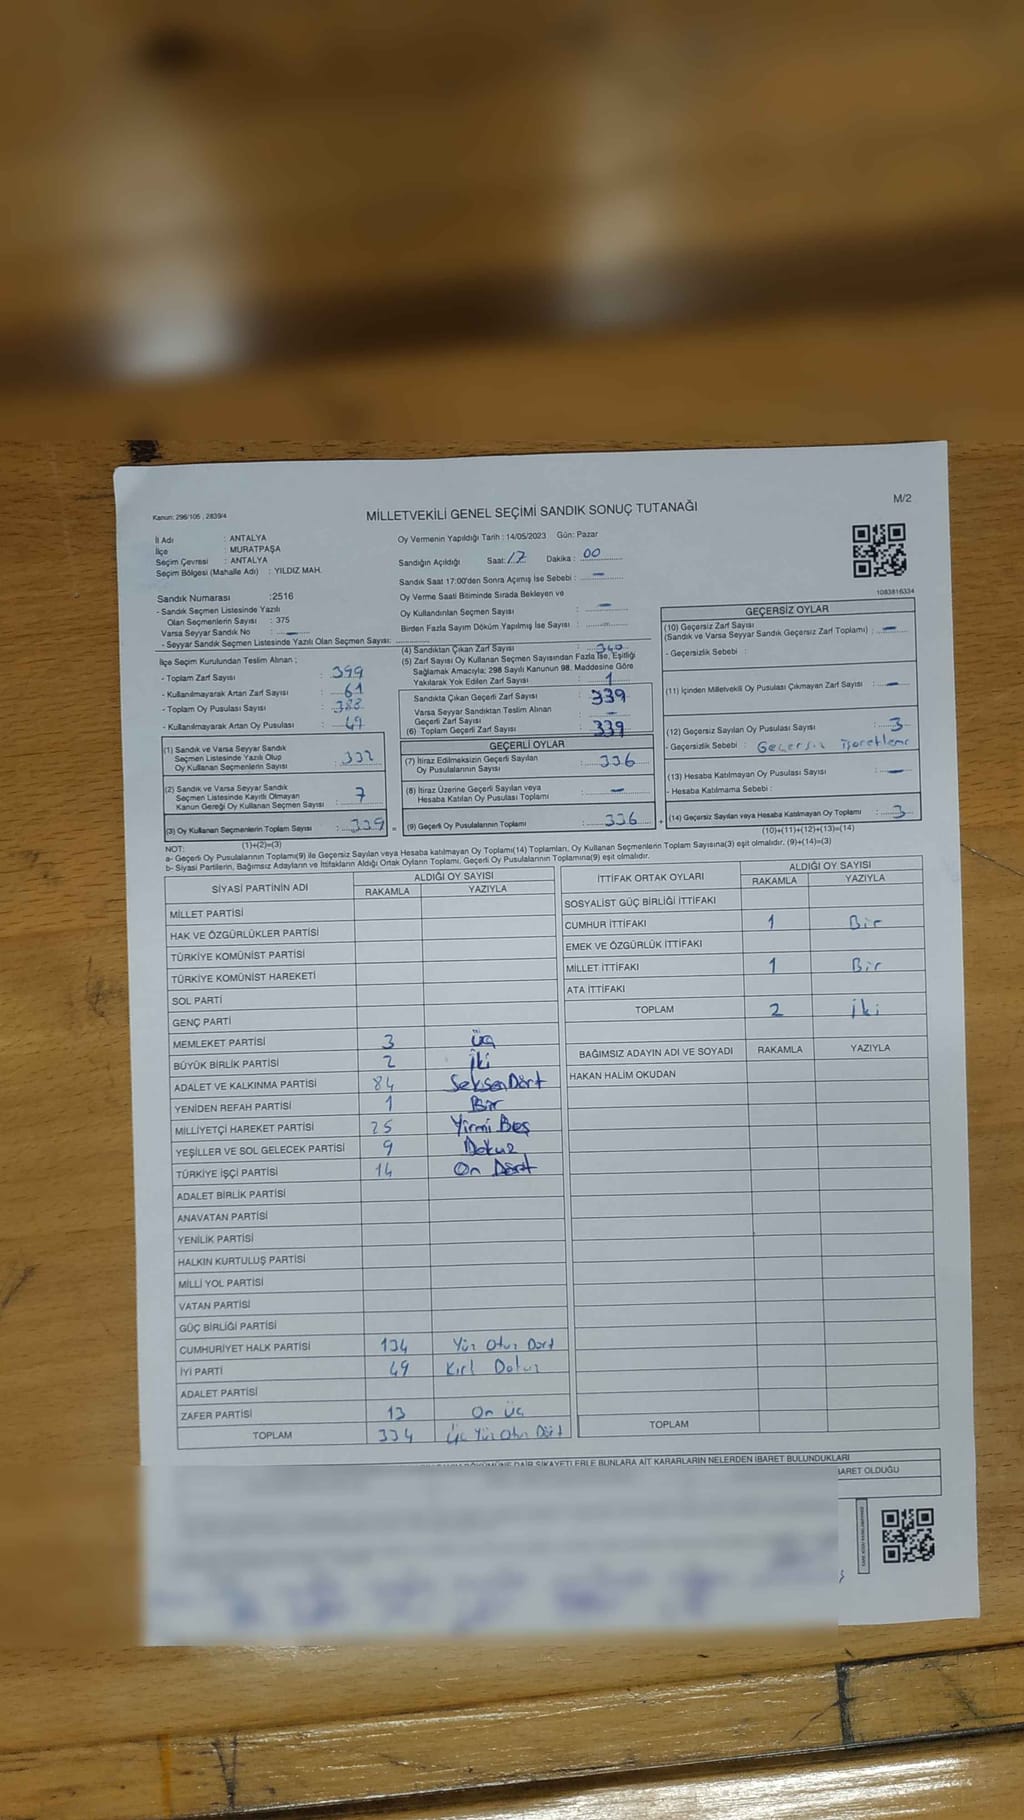 Kanun: 296/105 , 2839/4
MİLLETVEKİLİ GENEL SEÇİMİ SANDIK SONUÇ TUTANAĞI
M/2
İl Adı : ANTALYA
İlçe : MURATPAŞA
Seçim Çevresi : ANTALYA
Seçim Bölgesi (Mahalle Adı) : YILDIZ MAH.
Oy Vermenin Yapıldığı Tarih : 14/05/2023 Gün: Pazar
Sandığın Açıldığı Saat: 17 Dakika : 00
Sandık Saat 17:00'den Sonra Açımış İse Sebebi : —
Oy Verme Saati Bitiminde Sırada Bekleyen ve
Oy Kullandırılan Seçmen Sayısı : —
Birden Fazla Sayım Döküm Yapılmış İse Sayısı : —
1083816334
Sandık Numarası :2516
- Sandık Seçmen Listesinde Yazılı
Olan Seçmenlerin Sayısı : 375
Varsa Seyyar Sandık No : —
- Seyyar Sandık Seçmen Listesinde Yazılı Olan Seçmen Sayısı:
İlçe Seçim Kurulundan Teslim Alınan ;
- Toplam Zarf Sayısı : 399
- Kullanılmayarak Artan Zarf Sayısı : 61
- Toplam Oy Pusulası Sayısı : 388
- Kullanılmayarak Artan Oy Pusulası : 49
(1) Sandık ve Varsa Seyyar Sandık
Seçmen Listesinde Yazılı Olup
Oy Kullanan Seçmenlerin Sayısı : 332
(2) Sandık ve Varsa Seyyar Sandık
Seçmen Listesinde Kayıtlı Olmayan
Kanun Gereği Oy Kullanan Seçmen Sayısı : 7
(3) Oy Kullanan Seçmenlerin Toplam Sayısı : 339
(1)+(2)=(3)
(4) Sandıktan Çıkan Zarf Sayısı : 340
(5) Zarf Sayısı Oy Kullanan Seçmen Sayısından Fazla İse, Eşitliği
Sağlamak Amacıyla; 298 Sayılı Kanunun 98. Maddesine Göre
Yakılarak Yok Edilen Zarf Sayısı : 1
Sandıkta Çıkan Geçerli Zarf Sayısı : 339
Varsa Seyyar Sandıktan Teslim Alınan
Geçerli Zarf Sayısı : —
(6) Toplam Geçerli Zarf Sayısı : 339
GEÇERLİ OYLAR
(7) İtiraz Edilmeksizin Geçerli Sayılan
Oy Pusulalarının Sayısı : 336
(8) İtiraz Üzerine Geçerli Sayılan veya
Hesaba Katılan Oy Pusulası Toplamı : —
(9) Geçerli Oy Pusulalarının Toplamı : 336
GEÇERSİZ OYLAR
(10) Geçersiz Zarf Sayısı
(Sandık ve Varsa Seyyar Sandık Geçersiz Zarf Toplamı) : —
- Geçersizlik Sebebi :
(11) İçinden Milletvekili Oy Pusulası Çıkmayan Zarf Sayısı : —
(12) Geçersiz Sayılan Oy Pusulası Sayısı : 3
- Geçersizlik Sebebi : Geçersiz işaretleme
(13) Hesaba Katılmayan Oy Pusulası Sayısı : —
- Hesaba Katılmama Sebebi :
(14) Geçersiz Sayılan veya Hesaba Katılmayan Oy Toplamı : 3
(10)+(11)+(12)+(13)=(14)
NOT:
a- Geçerli Oy Pusulalarının Toplamı(9) ile Geçersiz Sayılan veya Hesaba katılmayan Oy Toplamı(14) Toplamları, Oy Kullanan Seçmenlerin Toplam Sayısına(3) eşit olmalıdır. (9)+(14)=(3)
b- Siyasi Partilerin, Bağımsız Adayların ve İttifakların Aldığı Ortak Oyların Toplamı, Geçerli Oy Pusulalarının Toplamına(9) eşit olmalıdır.
SİYASİ PARTİNİN ADI ALDIĞI OY SAYISI
RAKAMLA YAZIYLA
MİLLET PARTİSİ
HAK VE ÖZGÜRLÜKLER PARTİSİ
TÜRKİYE KOMÜNİST PARTİSİ
TÜRKİYE KOMÜNİST HAREKETİ
SOL PARTİ
GENÇ PARTİ
MEMLEKET PARTİSİ 3 üç
BÜYÜK BİRLİK PARTİSİ 2 iki
ADALET VE KALKINMA PARTİSİ 84 SeksenDört
YENİDEN REFAH PARTİSİ 1 Bir
MİLLİYETÇİ HAREKET PARTİSİ 25 Yirmi Beş
YEŞİLLER VE SOL GELECEK PARTİSİ 9 Dokuz
TÜRKİYE İŞÇİ PARTİSİ 14 On Dört
ADALET BİRLİK PARTİSİ
ANAVATAN PARTİSİ
YENİLİK PARTİSİ
HALKIN KURTULUŞ PARTİSİ
MİLLİ YOL PARTİSİ
VATAN PARTİSİ
GÜÇ BİRLİĞİ PARTİSİ
CUMHURİYET HALK PARTİSİ 134 Yüz Otuz Dört
İYİ PARTİ 49 Kırk Dokuz
ADALET PARTİSİ
ZAFER PARTİSİ 13 On üç
TOPLAM 334 Üç Yüz Otuz Dört
İTTİFAK ORTAK OYLARI ALDIĞI OY SAYISI
RAKAMLA YAZIYLA
SOSYALİST GÜÇ BİRLİĞİ İTTİFAKI
CUMHUR İTTİFAKI 1 Bir
EMEK VE ÖZGÜRLÜK İTTİFAKI
MİLLET İTTİFAKI 1 Bir
ATA İTTİFAKI
TOPLAM 2 iki
BAĞIMSIZ ADAYIN ADI VE SOYADI RAKAMLA YAZIYLA
HAKAN HALİM OKUDAN
TOPLAM
DAİR ŞİKAYETLERLE BUNLARA AİT KARARLARIN NELERDEN İBARET BULUNDUKLARI
İBARET OLDUĞU